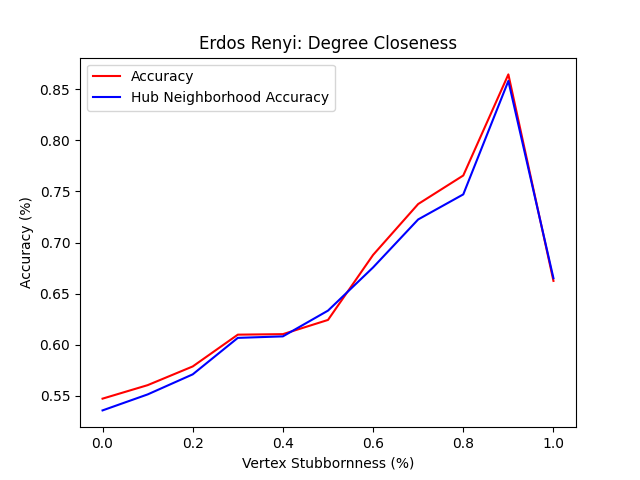 Erdos Renyi: Degree Closeness
Accuracy
Hub Neighborhood Accuracy
Accuracy (%)
0.85
0.80
0.75
0.70
0.65
0.60
0.55
0.0 0.2 0.4 0.6 0.8 1.0
Vertex Stubbornness (%)